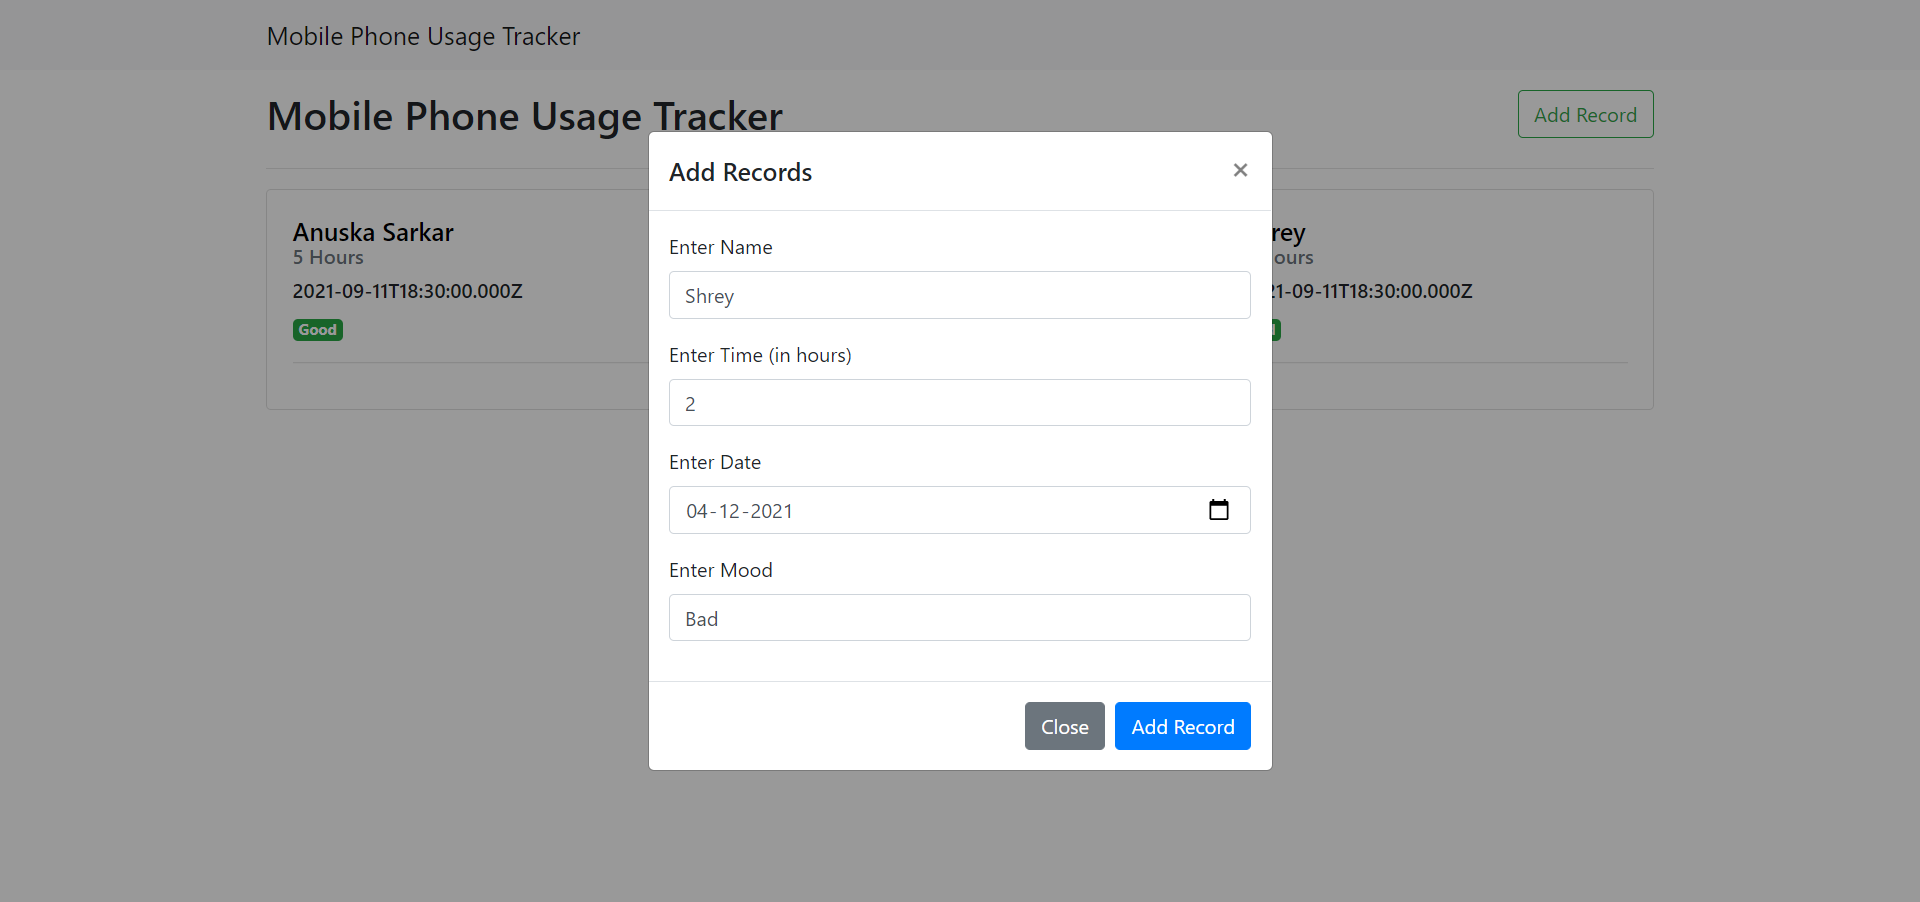 Mobile Phone Usage Tracker
Mobile Phone Usage Tracker
Add Record
Add Records
×
Enter Name
Shrey
Enter Time (in hours)
2
Enter Date
04-12-2021
Enter Mood
Bad
Close
Add Record
Anuska Sarkar
5 Hours
2021-09-11T18:30:00.000Z
Good
rey
ours
1-09-11T18:30:00.000Z